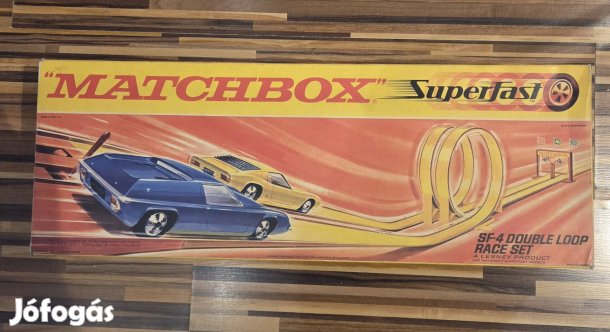 "MATCHBOX" Superfast
SF-4 DOUBLE LOOP
RACE SET
A LESNEY PRODUCT
Jófogás